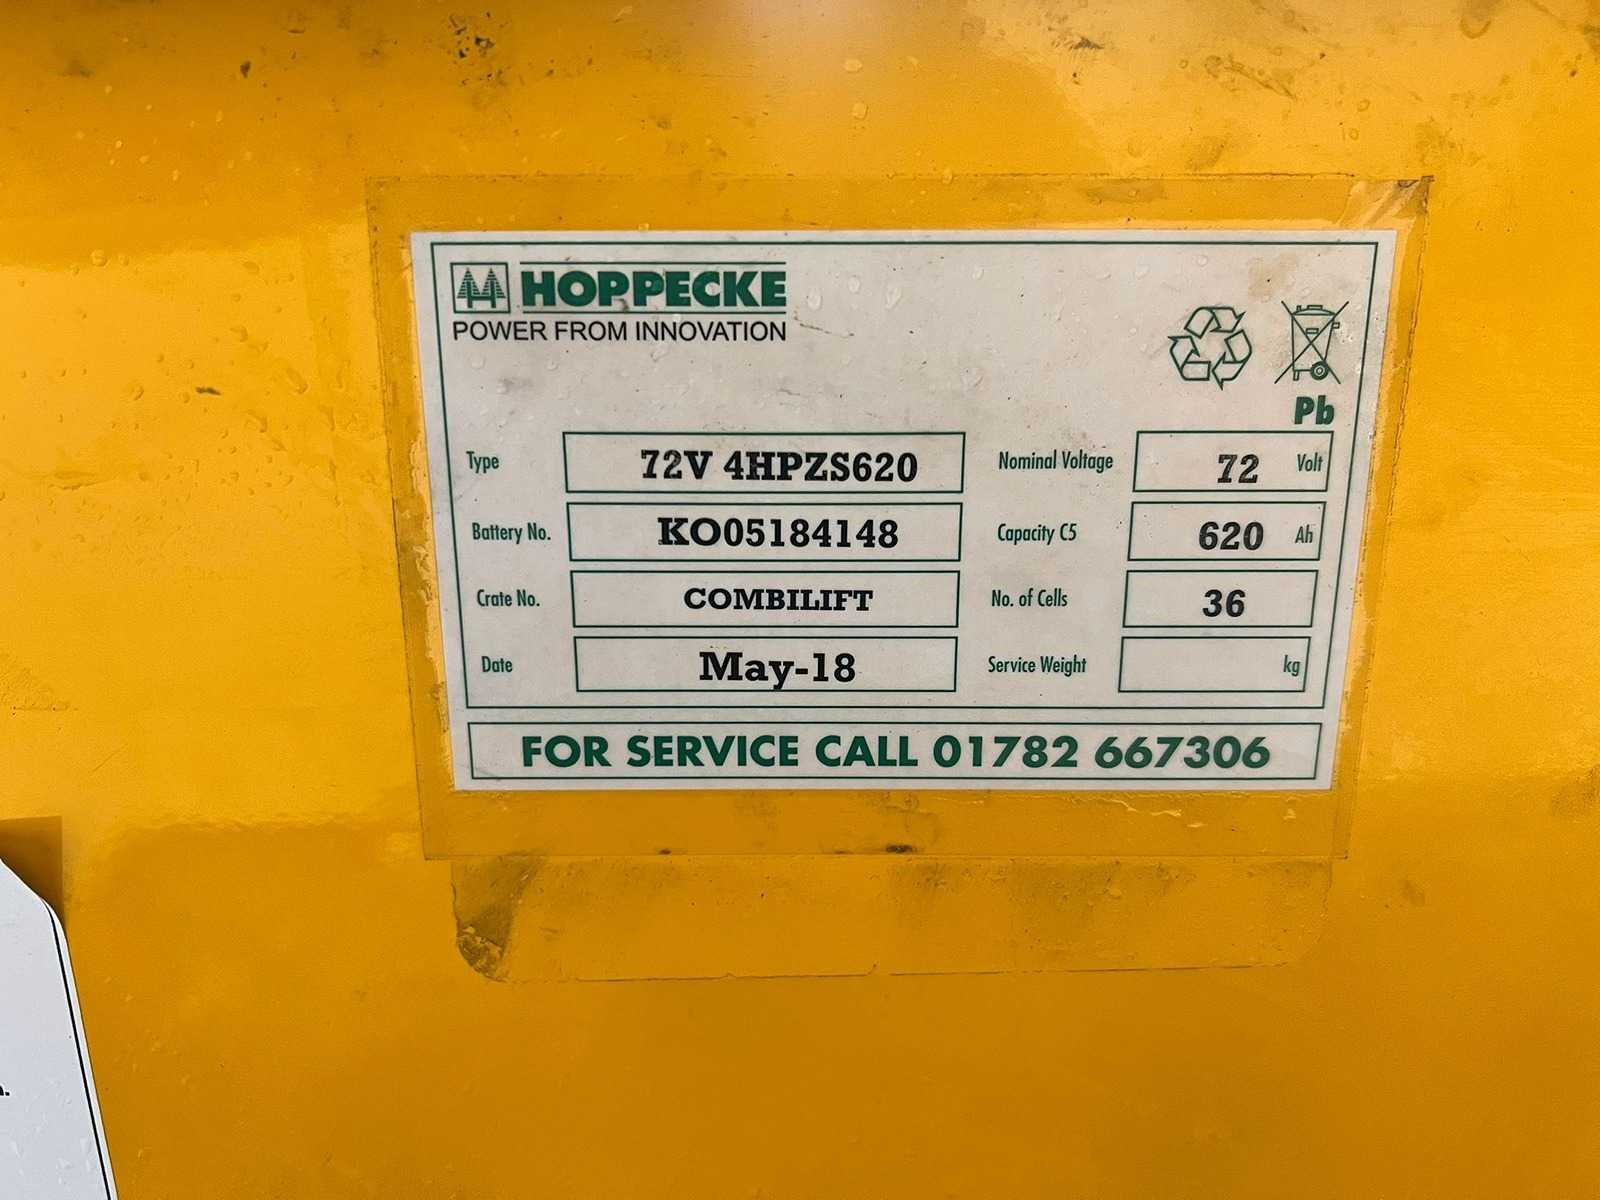 HOPPECKE
POWER FROM INNOVATION
Pb
Type 72V 4HPZS620 Nominal Voltage 72 Volt
Battery No. KO05184148 Capacity C5 620 Ah
Crate No. COMBILIFT No. of Cells 36
Date May-18 Service Weight kg
FOR SERVICE CALL 01782 667306